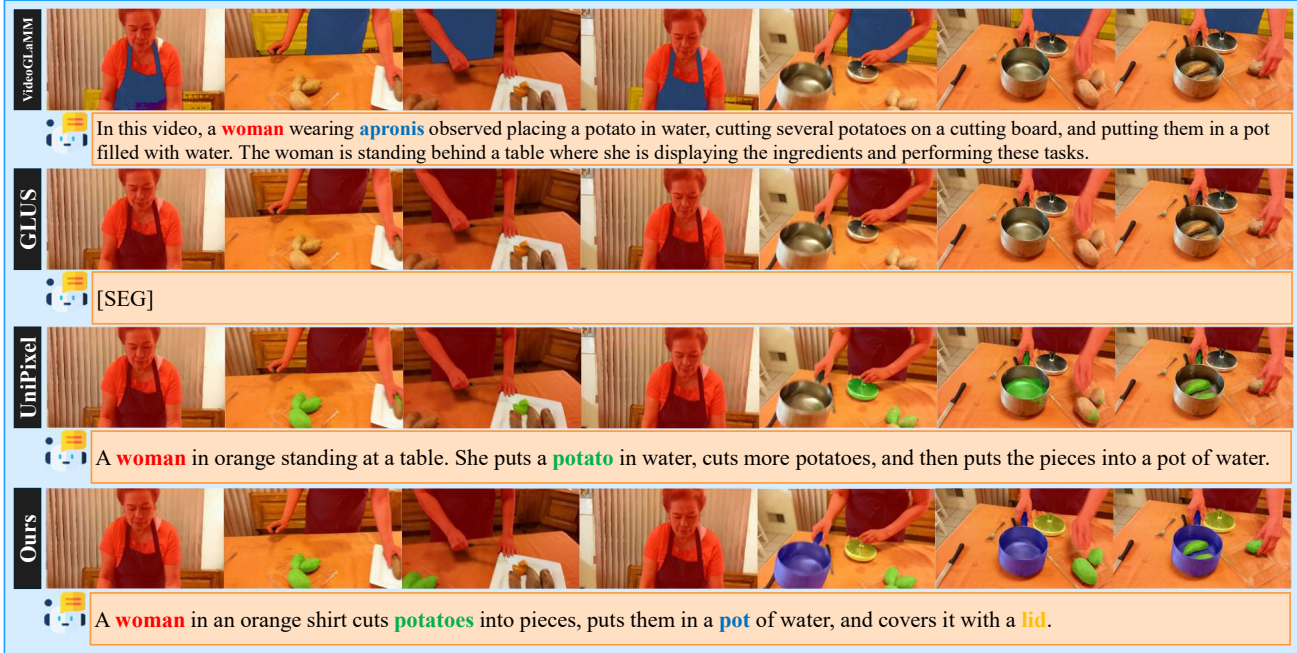 VideoGLaMM
In this video, a woman wearing apronis observed placing a potato in water, cutting several potatoes on a cutting board, and putting them in a pot
filled with water. The woman is standing behind a table where she is displaying the ingredients and performing these tasks.
GLUS
[SEG]
UniPixel
A woman in orange standing at a table. She puts a potato in water, cuts more potatoes, and then puts the pieces into a pot of water.
Ours
A woman in an orange shirt cuts potatoes into pieces, puts them in a pot of water, and covers it with a lid.